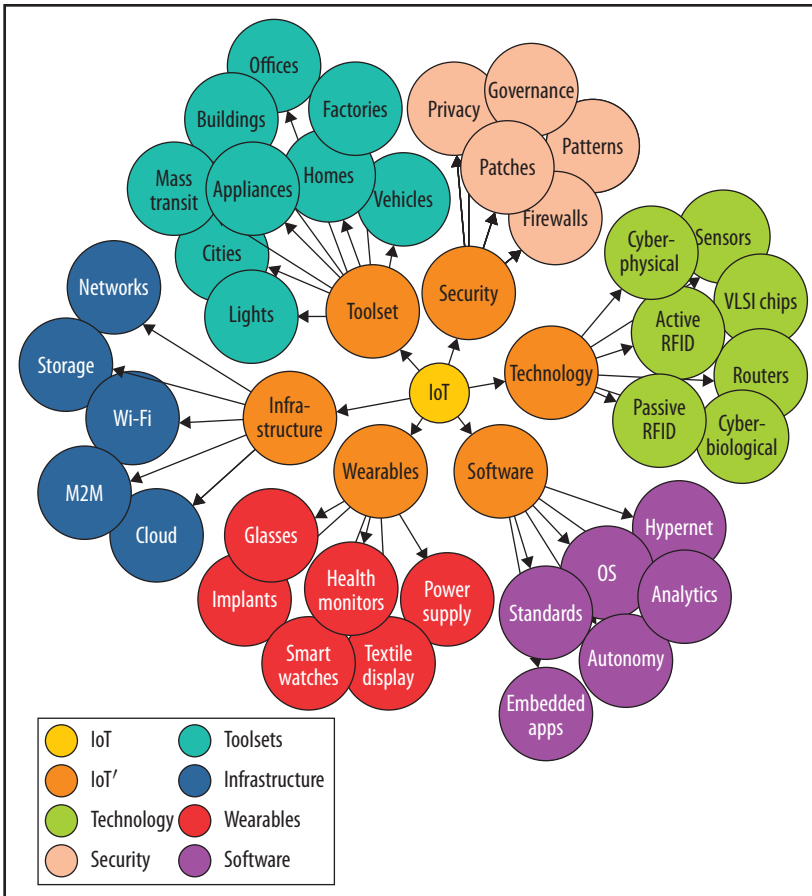 Offices
Governance
Privacy
Factories
Buildings
Patterns
Patches
Mass
transit
Appliances
Homes
Vehicles
Firewalls
Cyber-
physical
Sensors
Cities
Networks
Toolset
Security
VLSI chips
Lights
Active
RFID
Storage
Technology
Routers
IoT
Wi-Fi
Infra-
structure
Passive
RFID
Cyber-
biological
Wearables
Software
M2M
Cloud
Glasses
Hypernet
OS
Implants
Health
monitors
Power
supply
Standards
Analytics
Smart
watches
Textile
display
Autonomy
Embedded
apps
IoT
IoT′
Technology
Security
Toolsets
Infrastructure
Wearables
Software